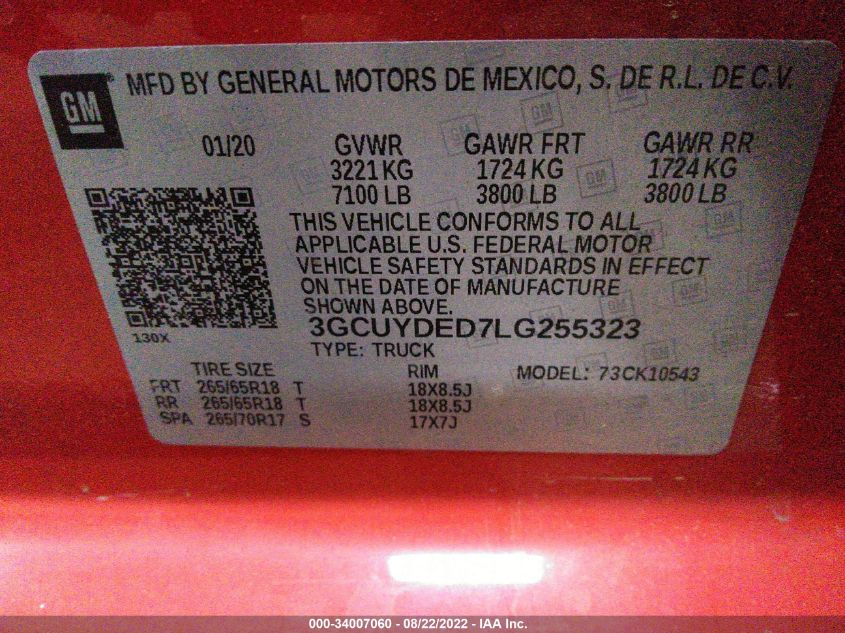 GM
MFD BY GENERAL MOTORS DE MEXICO, S. DE R.L. DE C.V.
01/20 GVWR GAWR FRT GAWR RR
3221 KG 1724 KG 1724 KG
7100 LB 3800 LB 3800 LB
THIS VEHICLE CONFORMS TO ALL
APPLICABLE U.S. FEDERAL MOTOR
VEHICLE SAFETY STANDARDS IN EFFECT
ON THE DATE OF MANUFACTURE
SHOWN ABOVE.
130X
3GCUYDED7LG255323
TYPE: TRUCK
TIRE SIZE RIM MODEL: 73CK10543
FRT 265/65R18 T 18X8.5J
RR 265/65R18 T 18X8.5J
SPA 265/70R17 S 17X7J
000-34007060 - 08/22/2022 - IAA Inc.